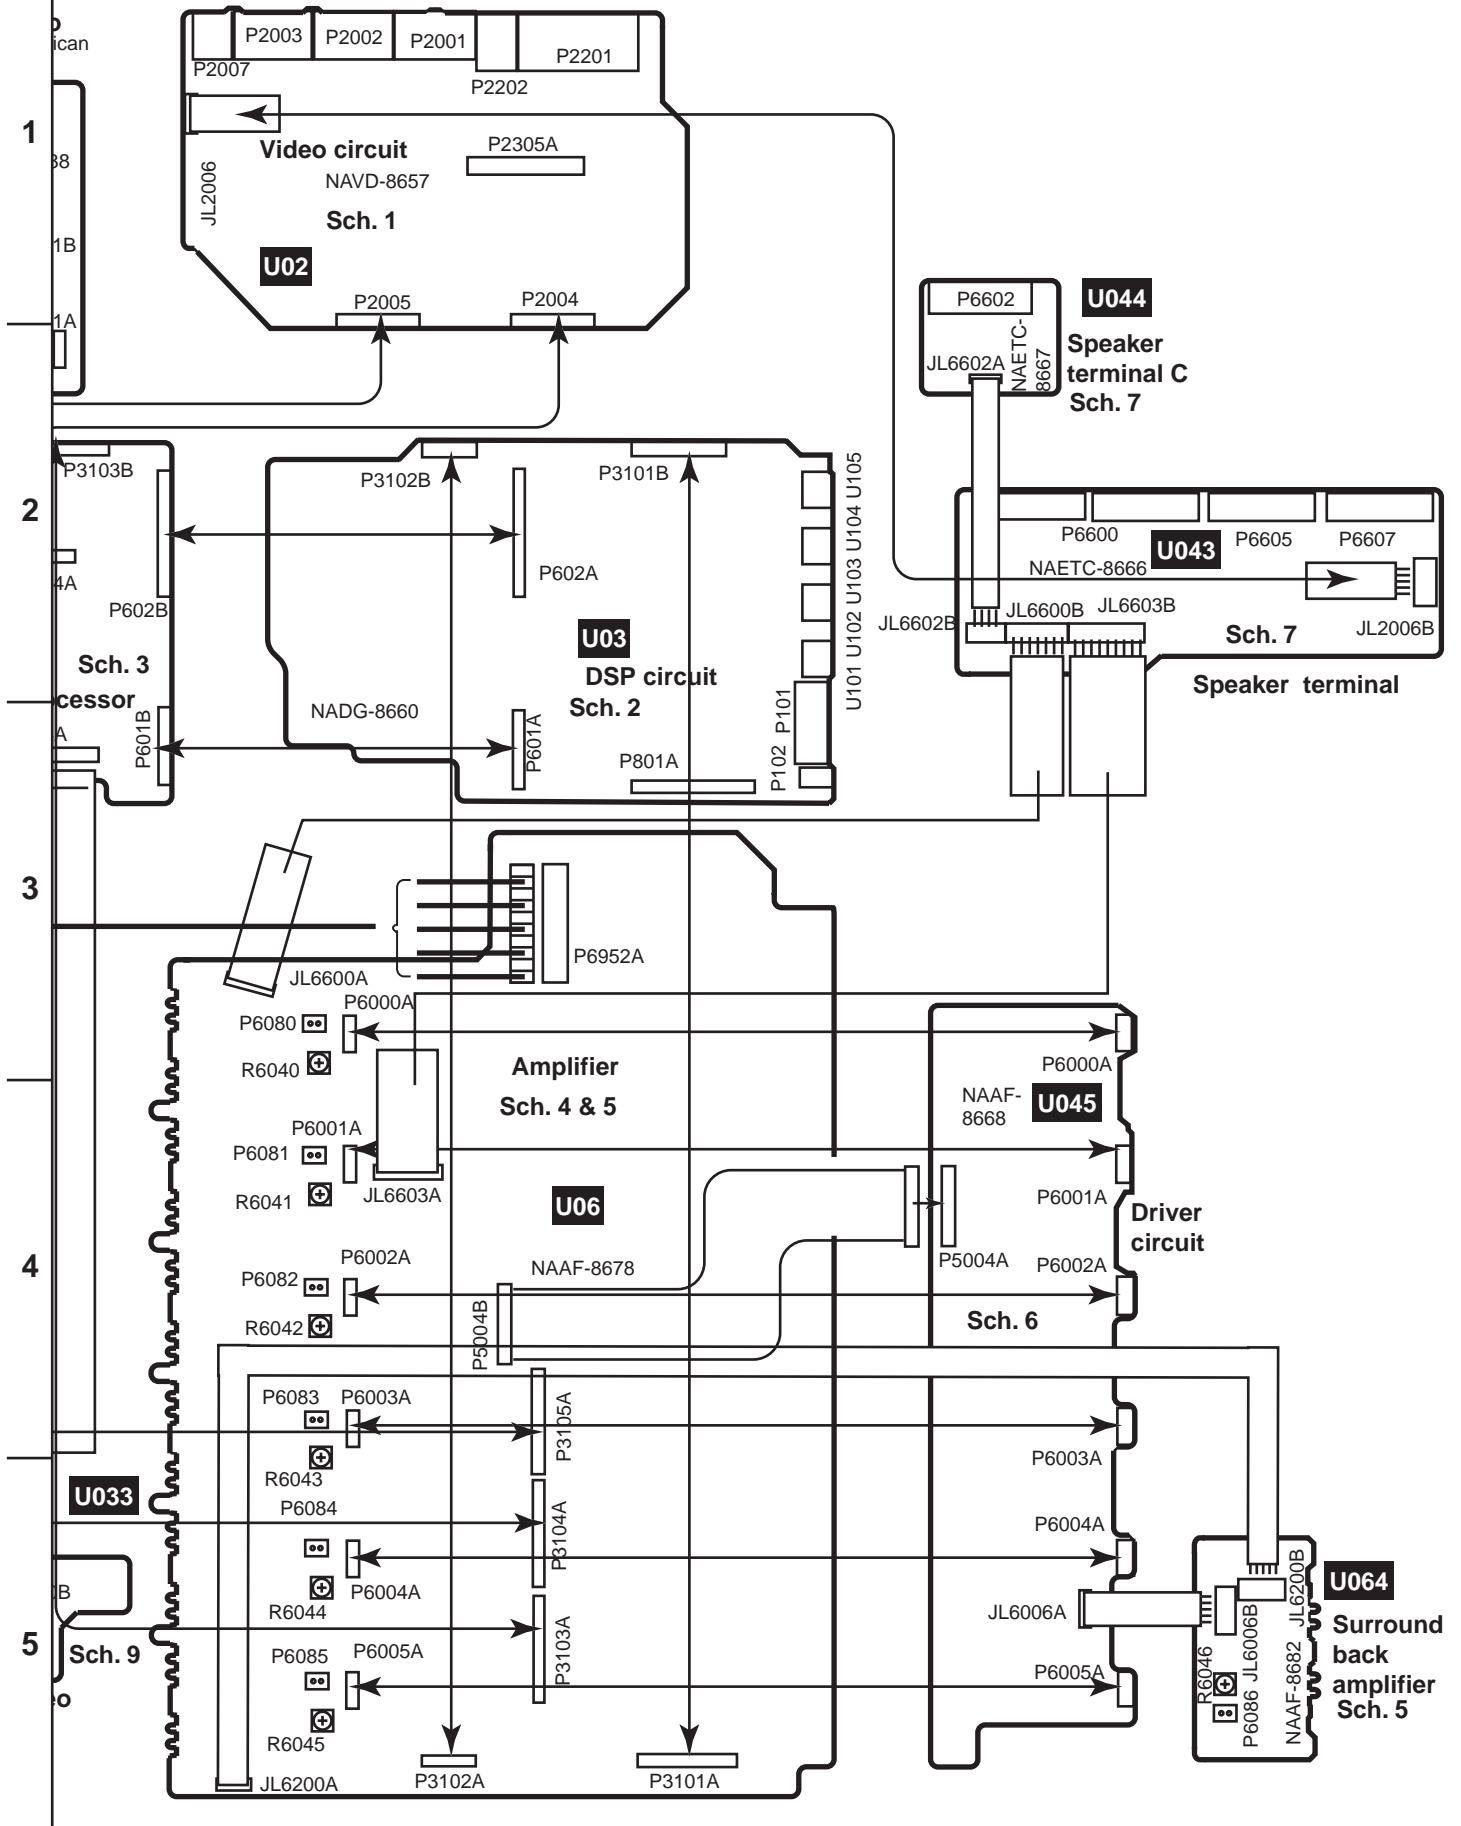 ican
P2003
P2002
P2001
P2201
P2007
P2202
1
Video circuit
P2305A
NAVD-8657
JL2006
Sch. 1
1B
U02
P2005
P2004
1A
P6602
U044
NAETC-
8667
JL6602A
Speaker
terminal C
Sch. 7
P3103B
P3102B
P3101B
U101 U102 U103 U104 U105
2
4A
P602B
P602A
P6600
U043
P6605
P6607
NAETC-8666
JL6602B
JL6600B
JL6603B
Sch. 7
JL2006B
U03
DSP circuit
Sch. 2
Sch. 3
cessor
Speaker terminal
NADG-8660
A
P601B
P601A
P801A
P102
P101
3
P6952A
JL6600A
P6000A
P6080
R6040
Amplifier
Sch. 4 & 5
P6000A
NAAF-
8668
U045
P6001A
P6081
R6041
JL6603A
U06
P6001A
Driver
circuit
4
P6002A
P6082
R6042
NAAF-8678
P5004B
P5004A
P6002A
Sch. 6
P6083
P6003A
P3105A
R6043
P6003A
U033
P6084
P3104A
P6004A
P6004A
R6044
JL6006A
JL6200B
U064
Surround
back
amplifier
Sch. 5
5
Sch. 9
P6085
P6005A
P3103A
P6005A
R6046
JL6006B
P6086
NAAF-8682
R6045
JL6200A
P3102A
P3101A